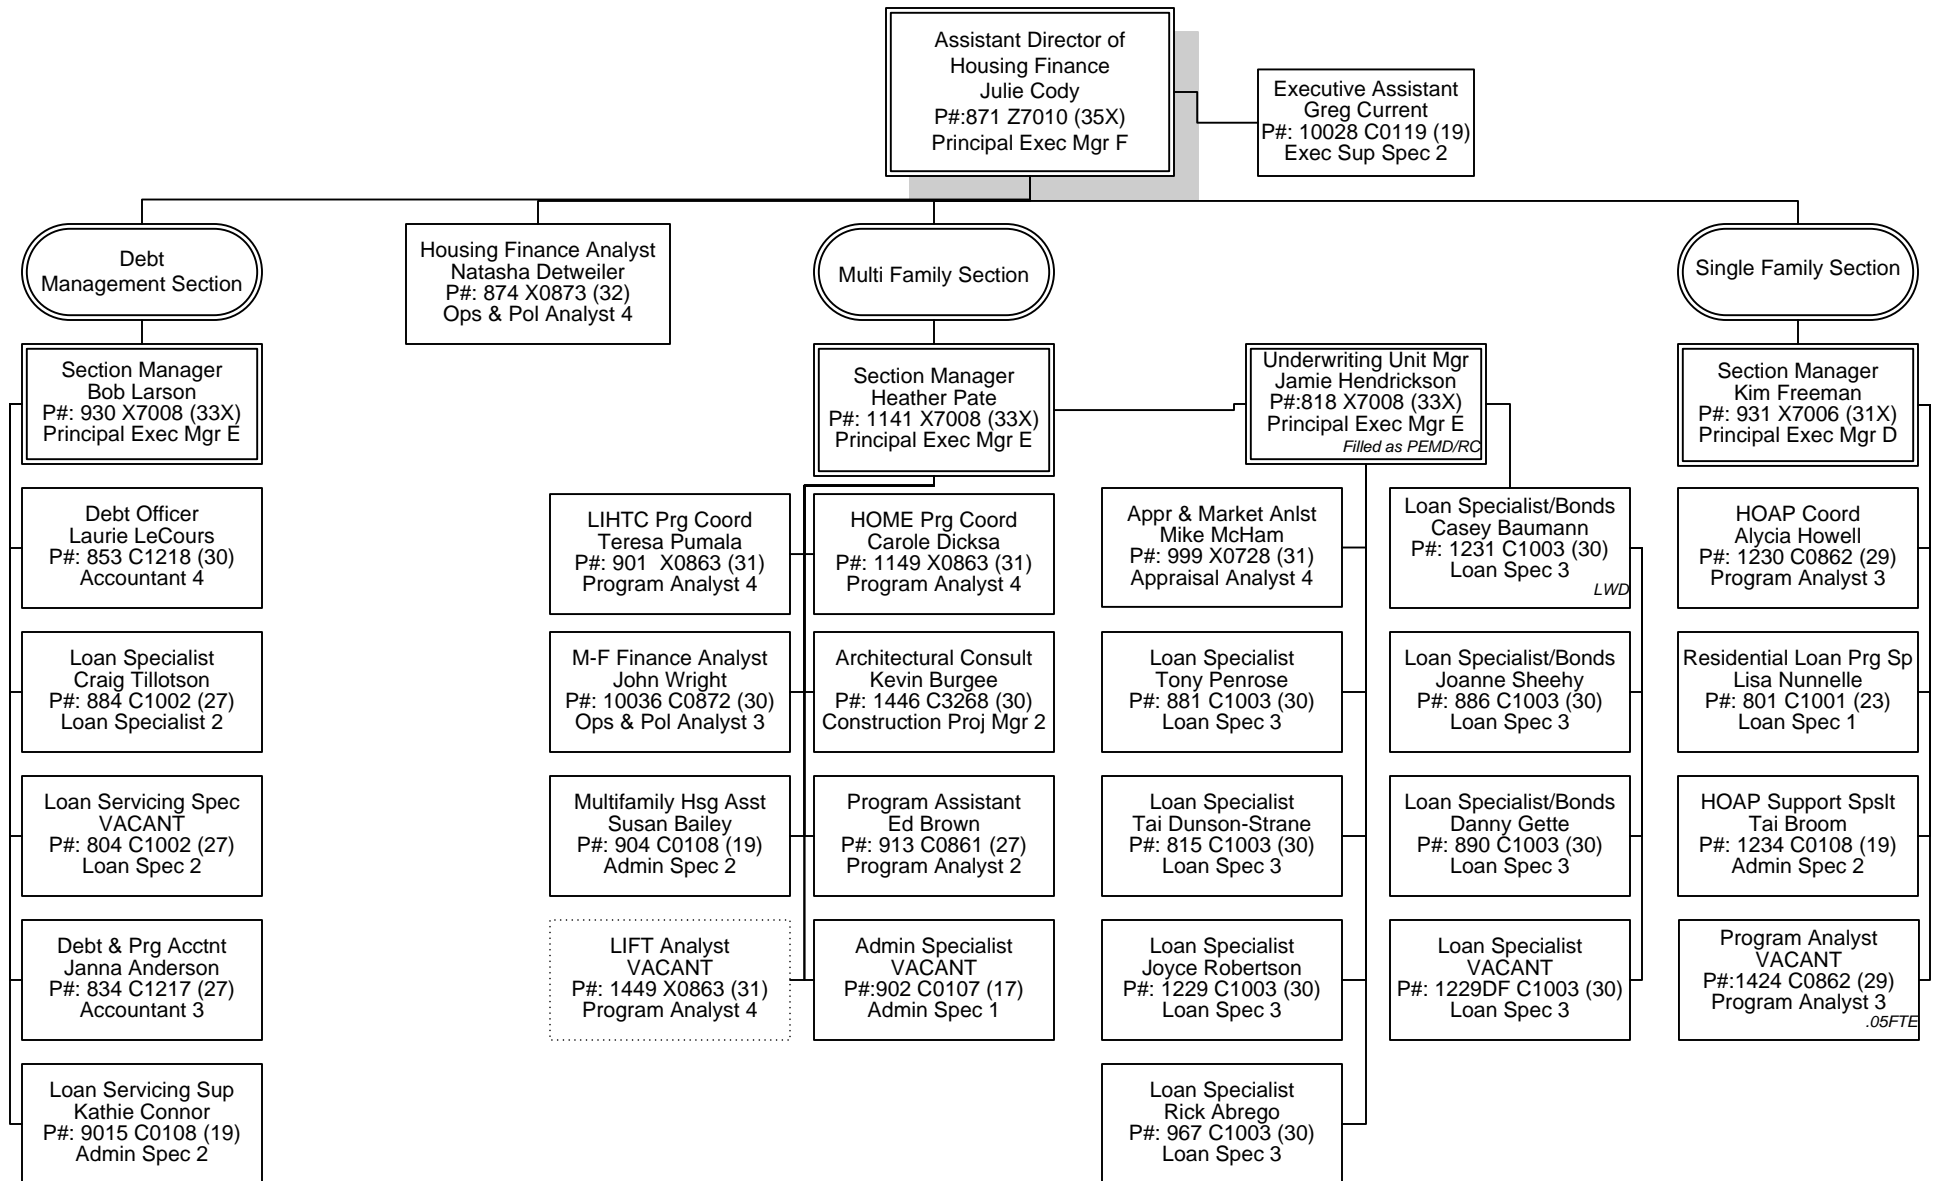 Assistant Director of
Housing Finance
Julie Cody
P#:871 Z7010 (35X)
Principal Exec Mgr F
Executive Assistant
Greg Current
P#: 10028 C0119 (19)
Exec Sup Spec 2
Debt
Management Section
Housing Finance Analyst
Natasha Detweiler
P#: 874 X0873 (32)
Ops & Pol Analyst 4
Multi Family Section
Single Family Section
Section Manager
Bob Larson
P#: 930 X7008 (33X)
Principal Exec Mgr E
Section Manager
Heather Pate
P#: 1141 X7008 (33X)
Principal Exec Mgr E
Underwriting Unit Mgr
Jamie Hendrickson
P#:818 X7008 (33X)
Principal Exec Mgr E
Filled as PEMD/RC
Section Manager
Kim Freeman
P#: 931 X7006 (31X)
Principal Exec Mgr D
Debt Officer
Laurie LeCours
P#: 853 C1218 (30)
Accountant 4
LIHTC Prg Coord
Teresa Pumala
P#: 901  X0863 (31)
Program Analyst 4
HOME Prg Coord
Carole Dicksa
P#: 1149 X0863 (31)
Program Analyst 4
Appr & Market Anlst
Mike McHam
P#: 999 X0728 (31)
Appraisal Analyst 4
Loan Specialist/Bonds
Casey Baumann
P#: 1231 C1003 (30)
Loan Spec 3
LWD
HOAP Coord
Alycia Howell
P#: 1230 C0862 (29)
Program Analyst 3
Loan Specialist
Craig Tillotson
P#: 884 C1002 (27)
Loan Specialist 2
M-F Finance Analyst
John Wright
P#: 10036 C0872 (30)
Ops & Pol Analyst 3
Architectural Consult
Kevin Burgee
P#: 1446 C3268 (30)
Construction Proj Mgr 2
Loan Specialist
Tony Penrose
P#: 881 C1003 (30)
Loan Spec 3
Loan Specialist/Bonds
Joanne Sheehy
P#: 886 C1003 (30)
Loan Spec 3
Residential Loan Prg Sp
Lisa Nunnelle
P#: 801 C1001 (23)
Loan Spec 1
Loan Servicing Spec
VACANT
P#: 804 C1002 (27)
Loan Spec 2
Multifamily Hsg Asst
Susan Bailey
P#: 904 C0108 (19)
Admin Spec 2
Program Assistant
Ed Brown
P#: 913 C0861 (27)
Program Analyst 2
Loan Specialist
Tai Dunson-Strane
P#: 815 C1003 (30)
Loan Spec 3
Loan Specialist/Bonds
Danny Gette
P#: 890 C1003 (30)
Loan Spec 3
HOAP Support Spslt
Tai Broom
P#: 1234 C0108 (19)
Admin Spec 2
Debt & Prg Acctnt
Janna Anderson
P#: 834 C1217 (27)
Accountant 3
LIFT Analyst
VACANT
P#: 1449 X0863 (31)
Program Analyst 4
Admin Specialist
VACANT
P#:902 C0107 (17)
Admin Spec 1
Loan Specialist
Joyce Robertson
P#: 1229 C1003 (30)
Loan Spec 3
Loan Specialist
VACANT
P#: 1229DF C1003 (30)
Loan Spec 3
Program Analyst
VACANT
P#:1424 C0862 (29)
Program Analyst 3
.05FTE
Loan Servicing Sup
Kathie Connor
P#: 9015 C0108 (19)
Admin Spec 2
Loan Specialist
Rick Abrego
P#: 967 C1003 (30)
Loan Spec 3